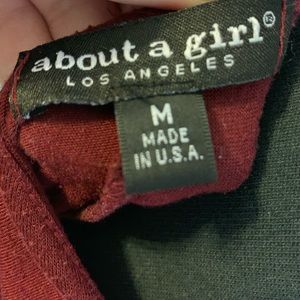 about a girl®
LOS ANGELES
M
MADE
IN U.S.A.